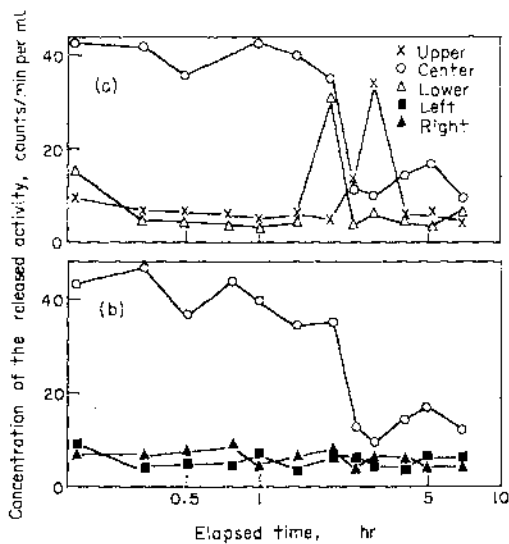 Concentration of the released activity, counts/min per mL
40
20
0
(a)
x Upper
Center
Lower
Left
Right
40
20
0
(b)
0.5
1
5
10
Elapsed time, hr